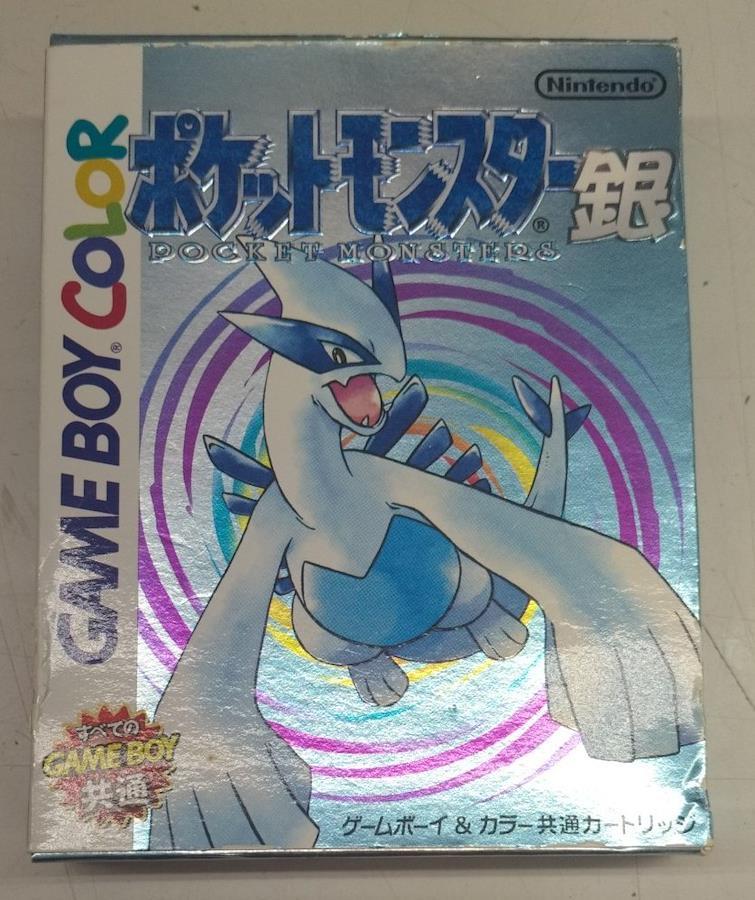 Nintendo®
ポケットモンスター®銀
POCKET MONSTERS
GAME BOY® COLOR
すべての
GAME BOY
共通
ゲームボーイ & カラー共通カートリッジ